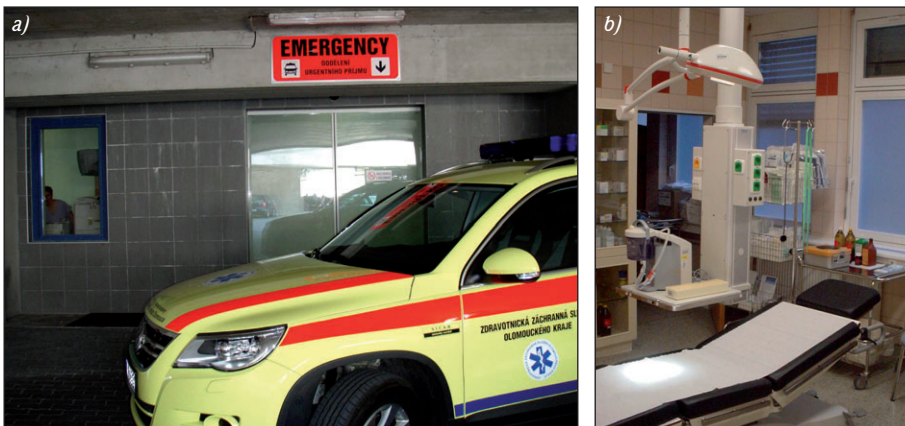 a)
EMERGENCY
ODDĚLENÍ
URGENTNÍHO PŘÍJMU
ZDRAVOTNICKÁ ZÁCHRANNÁ SL
OLOMOUCKÉHO KRAJE
b)